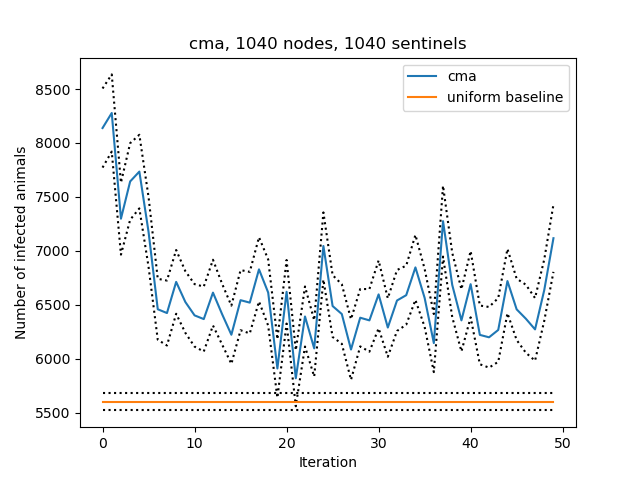 cma, 1040 nodes, 1040 sentinels
cma
uniform baseline
Number of infected animals
8500
8000
7500
7000
6500
6000
5500
0 10 20 30 40 50
Iteration